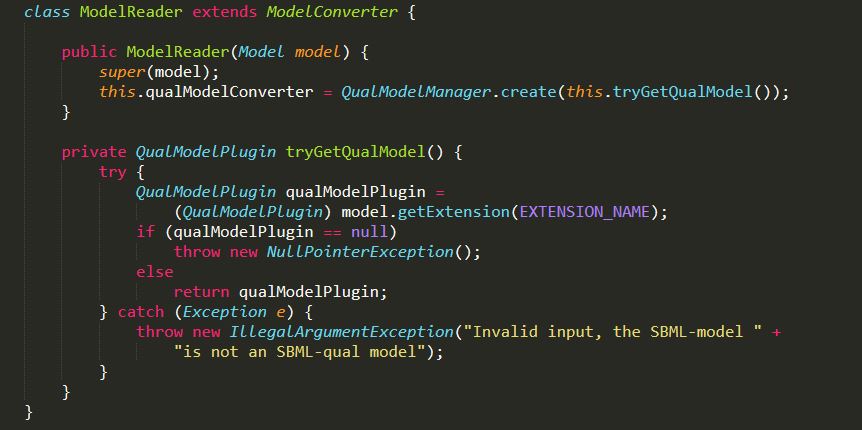 class ModelReader extends ModelConverter {
public ModelReader(Model model) {
super(model);
this.qualModelConverter = QualModelManager.create(this.tryGetQualModel());
}
private QualModelPlugin tryGetQualModel() {
try {
QualModelPlugin qualModelPlugin =
(QualModelPlugin) model.getExtension(EXTENSION_NAME);
if (qualModelPlugin == null)
throw new NullPointerException();
else
return qualModelPlugin;
} catch (Exception e) {
throw new IllegalArgumentException("Invalid input, the SBML-model " +
"is not an SBML-qual model");
}
}
}